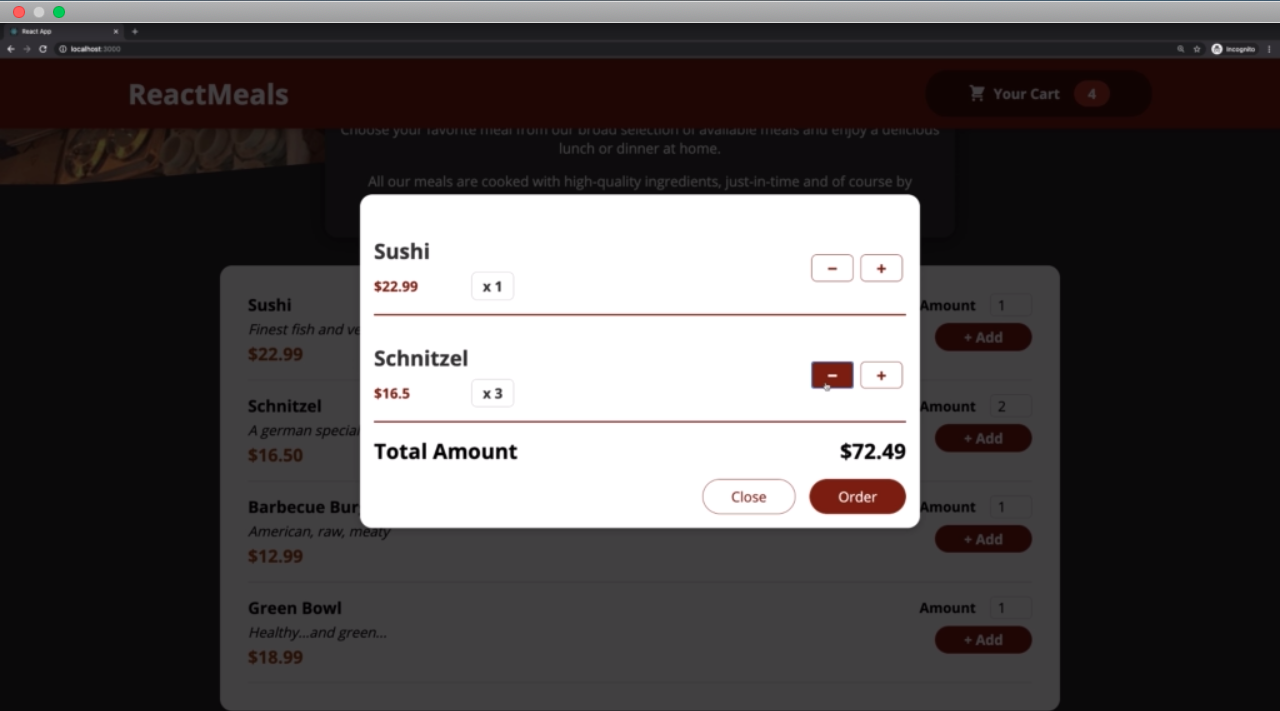 React App
localhost:3000
Incognito
ReactMeals
Your Cart 4
Choose your favorite meal from our broad selection of available meals and enjoy a delicious
lunch or dinner at home.
All our meals are cooked with high-quality ingredients, just-in-time and of course by
Sushi
$22.99 x 1
− +
Schnitzel
$16.5 x 3
− +
Total Amount $72.49
Close Order
Sushi
Finest fish and ve
$22.99
Amount 1
+ Add
Schnitzel
A german special
$16.50
Amount 2
+ Add
Barbecue Bur
American, raw, meaty
$12.99
Amount 1
+ Add
Green Bowl
Healthy...and green...
$18.99
Amount 1
+ Add